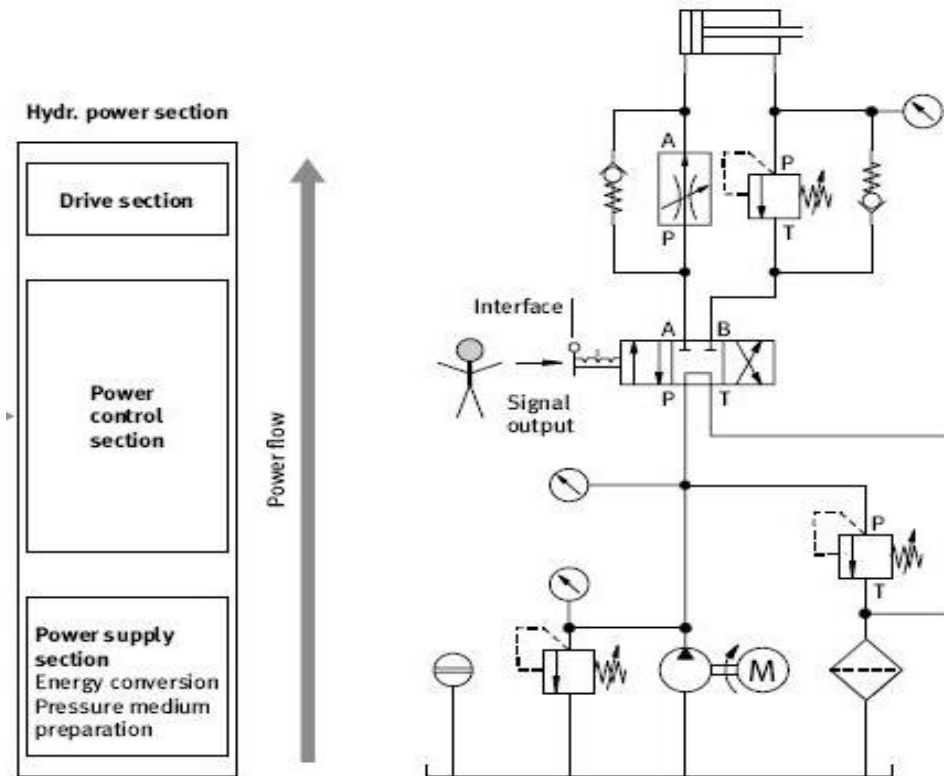 Hydr. power section
Drive section
Power
control
section
Power supply
section
Energy conversion
Pressure medium
preparation
Power flow
A
P
P
T
Interface
A B
P T
Signal
output
P
T
M